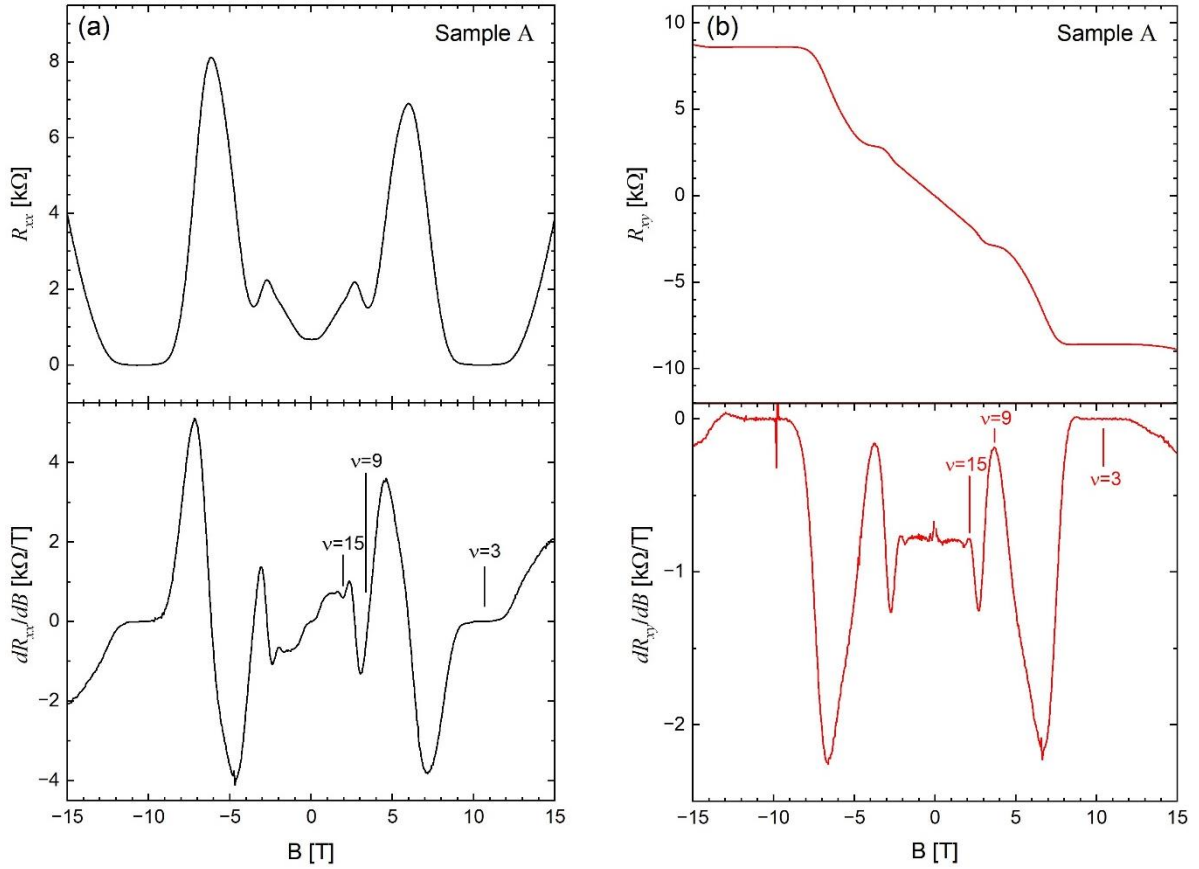 (a)
Sample A
8
6
4
2
0
R_xx [kΩ]
ν=9
ν=15
ν=3
4
2
0
−2
−4
dR_xx/dB [kΩ/T]
−15 −10 −5 0 5 10 15
B [T]
(b)
Sample A
10
5
0
−5
−10
R_xy [kΩ]
ν=9
ν=15
ν=3
0
−1
−2
dR_xy/dB [kΩ/T]
−15 −10 −5 0 5 10 15
B [T]